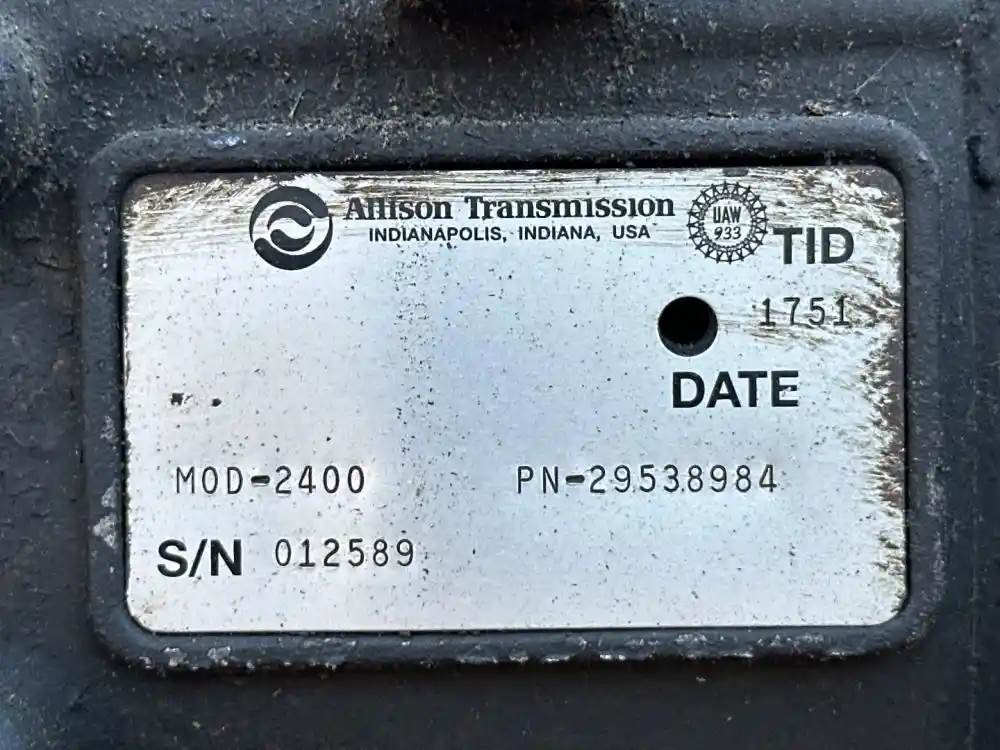 Allison Transmission
INDIANAPOLIS, INDIANA, USA
UAW
933
TID
1751
DATE
MOD-2400 PN-29538984
S/N 012589